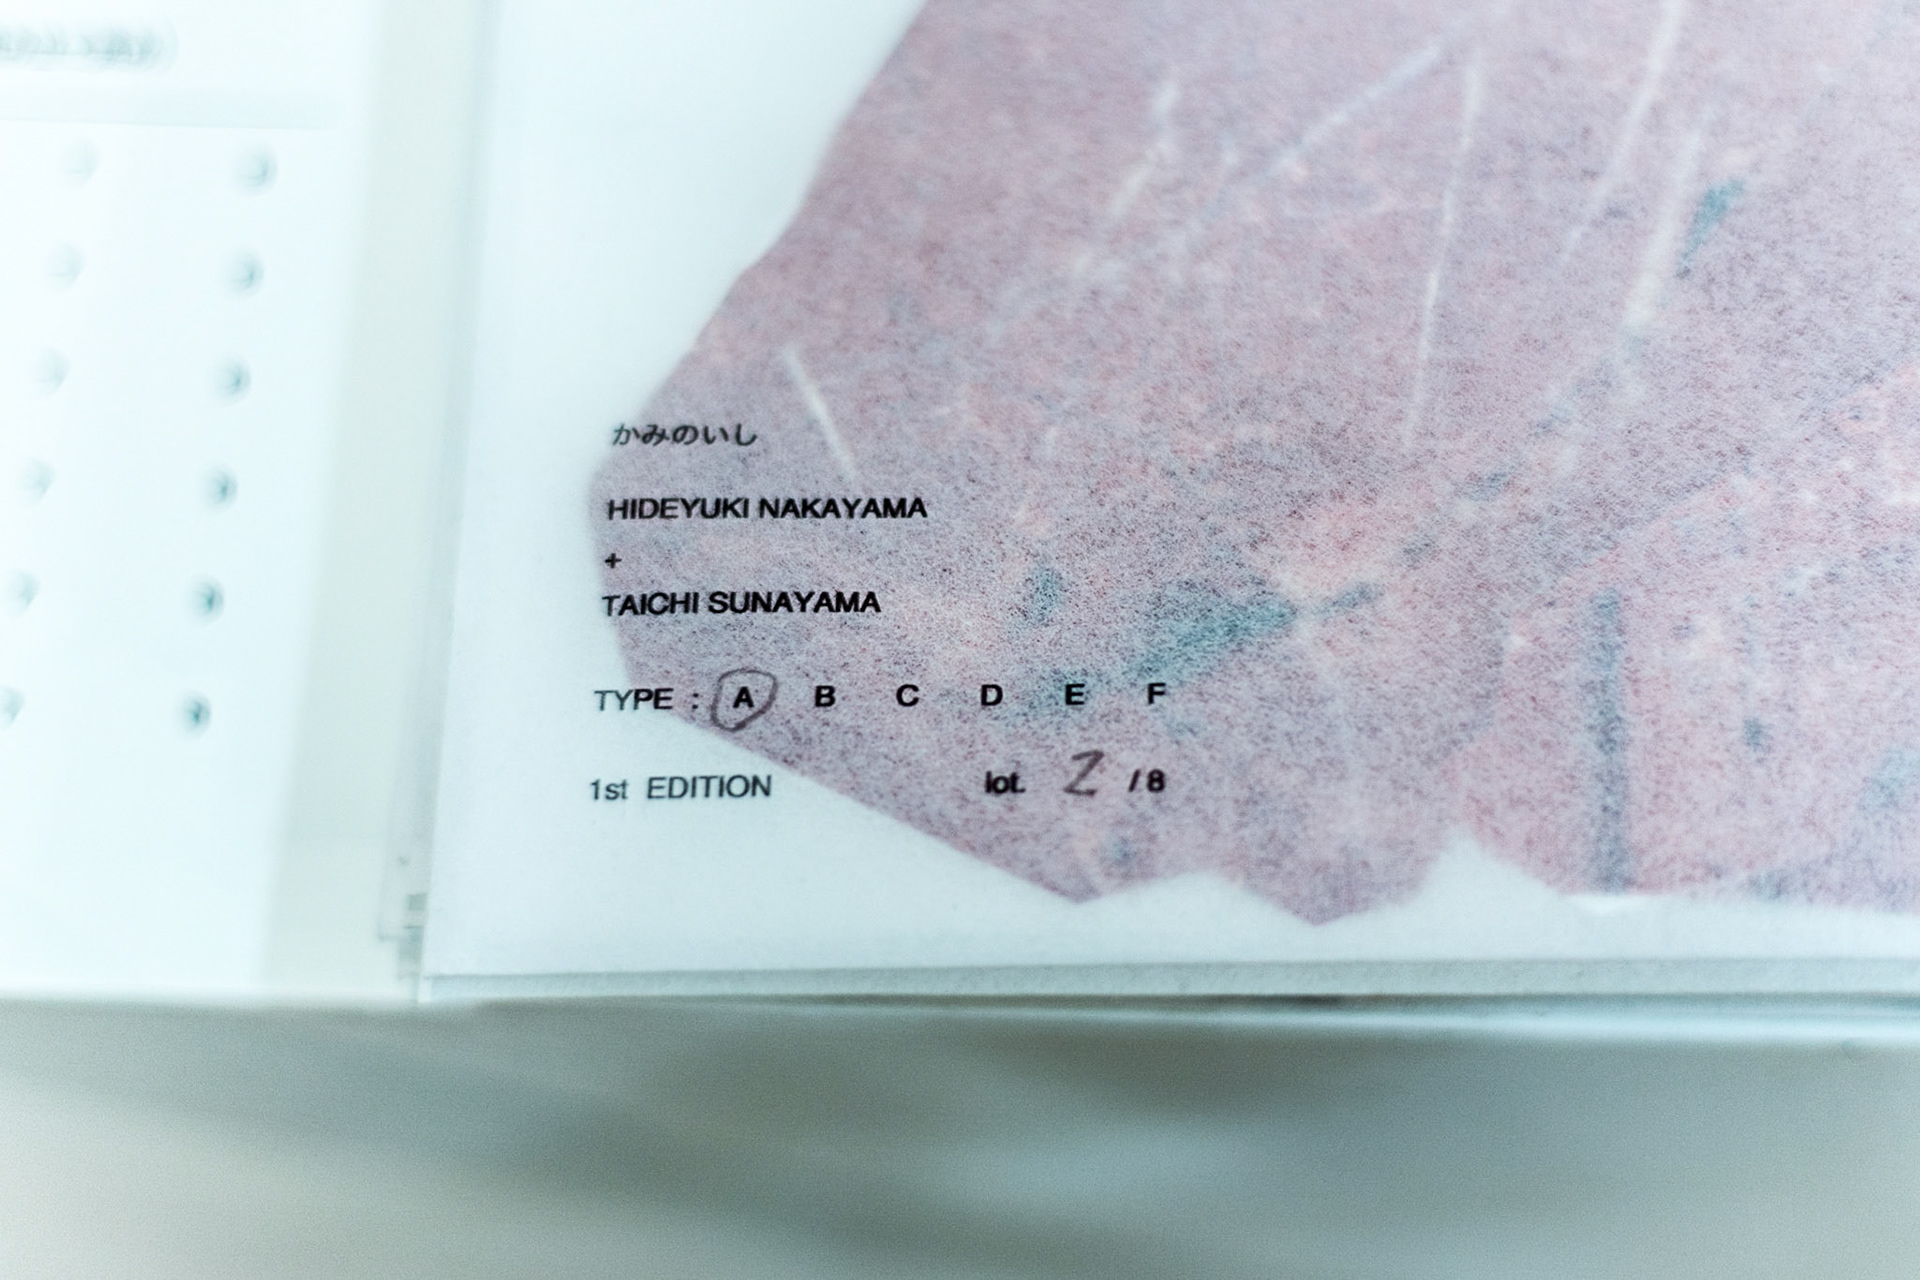 かみのいし
HIDEYUKI NAKAYAMA
+
TAICHI SUNAYAMA
TYPE : A B C D E F
1st EDITION lot. 2 / 8